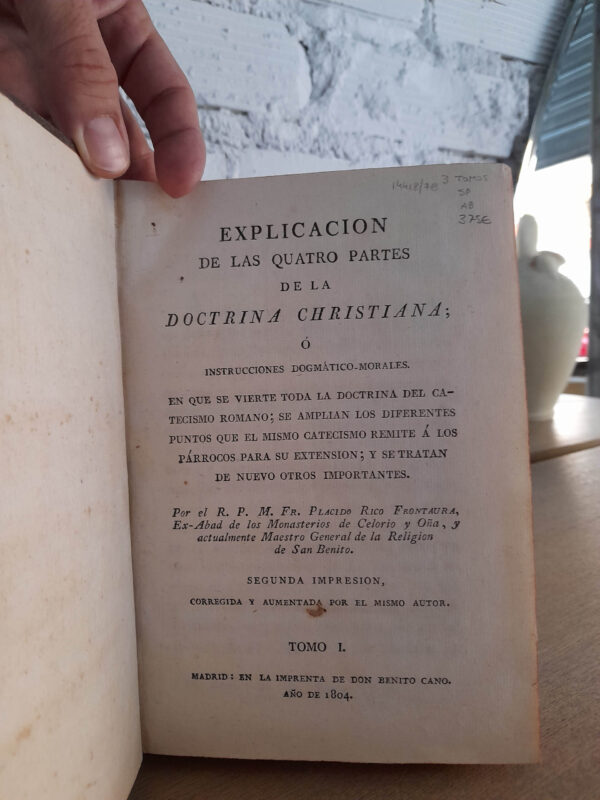 14418/78 3 TOMOS
SP
AB
375€
EXPLICACION
DE LAS QUATRO PARTES
DE LA
DOCTRINA CHRISTIANA;
Ó
INSTRUCCIONES DOGMÁTICO-MORALES.
EN QUE SE VIERTE TODA LA DOCTRINA DEL CA-
TECISMO ROMANO; SE AMPLIAN LOS DIFERENTES
PUNTOS QUE EL MISMO CATECISMO REMITE Á LOS
PÁRROCOS PARA SU EXTENSION; Y SE TRATAN
DE NUEVO OTROS IMPORTANTES.
Por el R. P. M. FR. PLACIDO RICO FRONTAURA,
Ex-Abad de los Monasterios de Celorio y Oña, y
actualmente Maestro General de la Religion
de San Benito.
SEGUNDA IMPRESION,
CORREGIDA Y AUMENTADA POR EL MISMO AUTOR.
TOMO I.
MADRID: EN LA IMPRENTA DE DON BENITO CANO.
AÑO DE 1804.